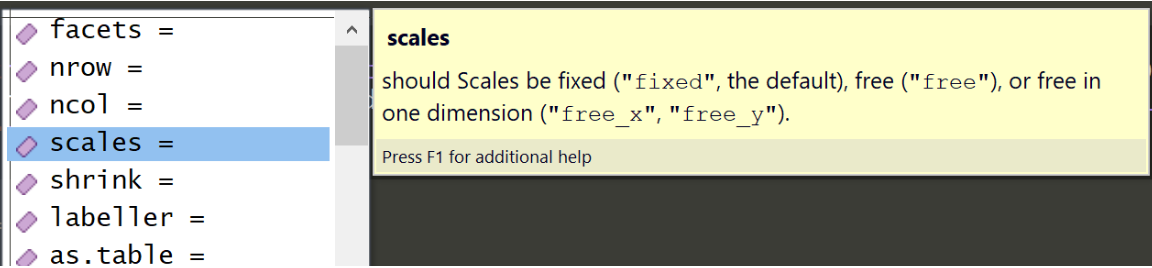 facets =
nrow =
ncol =
scales =
shrink =
labeller =
as.table =
scales
should Scales be fixed ("fixed", the default), free ("free"), or free in
one dimension ("free_x", "free_y").
Press F1 for additional help